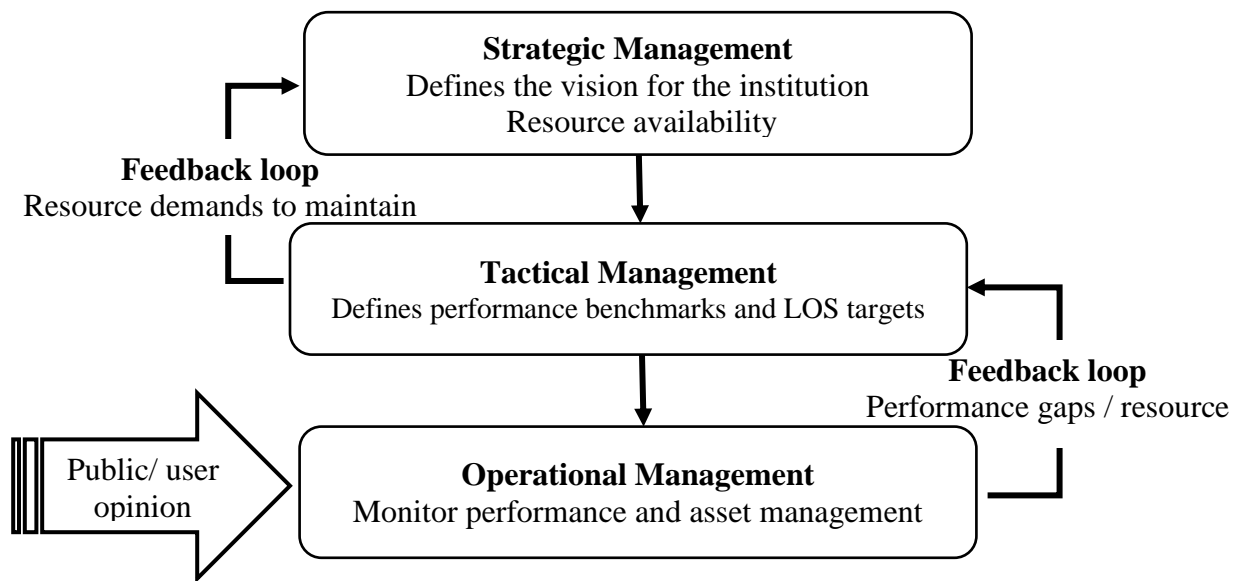 Strategic Management
Defines the vision for the institution
Resource availability
Feedback loop
Resource demands to maintain
Tactical Management
Defines performance benchmarks and LOS targets
Feedback loop
Performance gaps / resource
Public/ user
opinion
Operational Management
Monitor performance and asset management